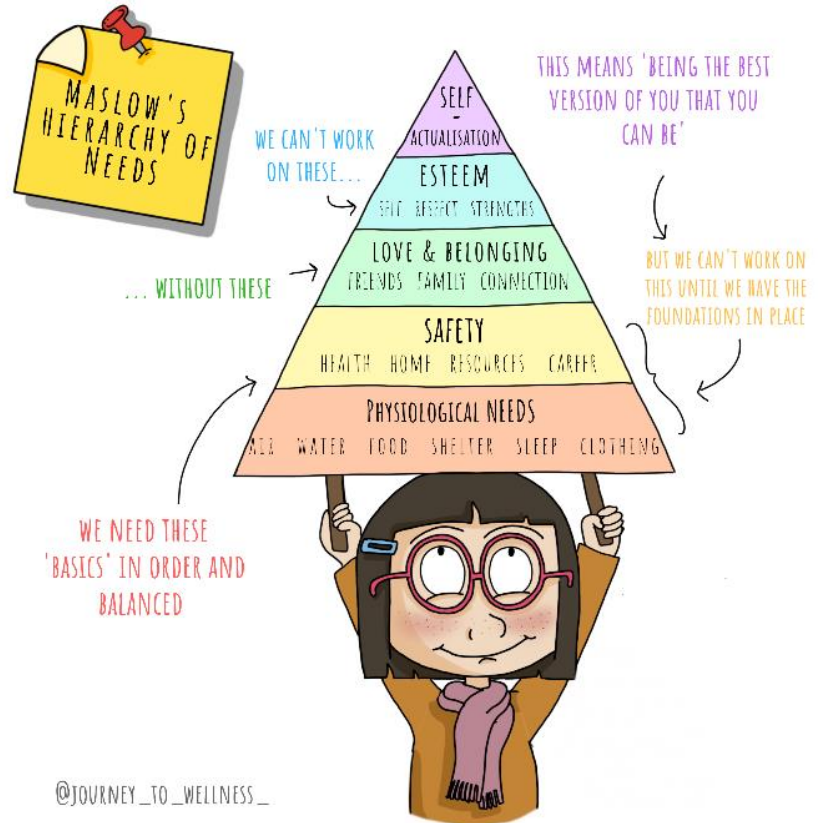 MASLOW'S
HIERARCHY OF
NEEDS
THIS MEANS 'BEING THE BEST
VERSION OF YOU THAT YOU
CAN BE'
SELF
-
ACTUALISATION
WE CAN'T WORK
ON THESE...
ESTEEM
SELF RESPECT STRENGTHS
LOVE & BELONGING
FRIENDS FAMILY CONNECTION
... WITHOUT THESE
BUT WE CAN'T WORK ON
THIS UNTIL WE HAVE THE
FOUNDATIONS IN PLACE
SAFETY
HEALTH HOME RESOURCES CAREER
PHYSIOLOGICAL NEEDS
AIR WATER FOOD SHELTER SLEEP CLOTHING
WE NEED THESE
'BASICS' IN ORDER AND
BALANCED
@JOURNEY_TO_WELLNESS_